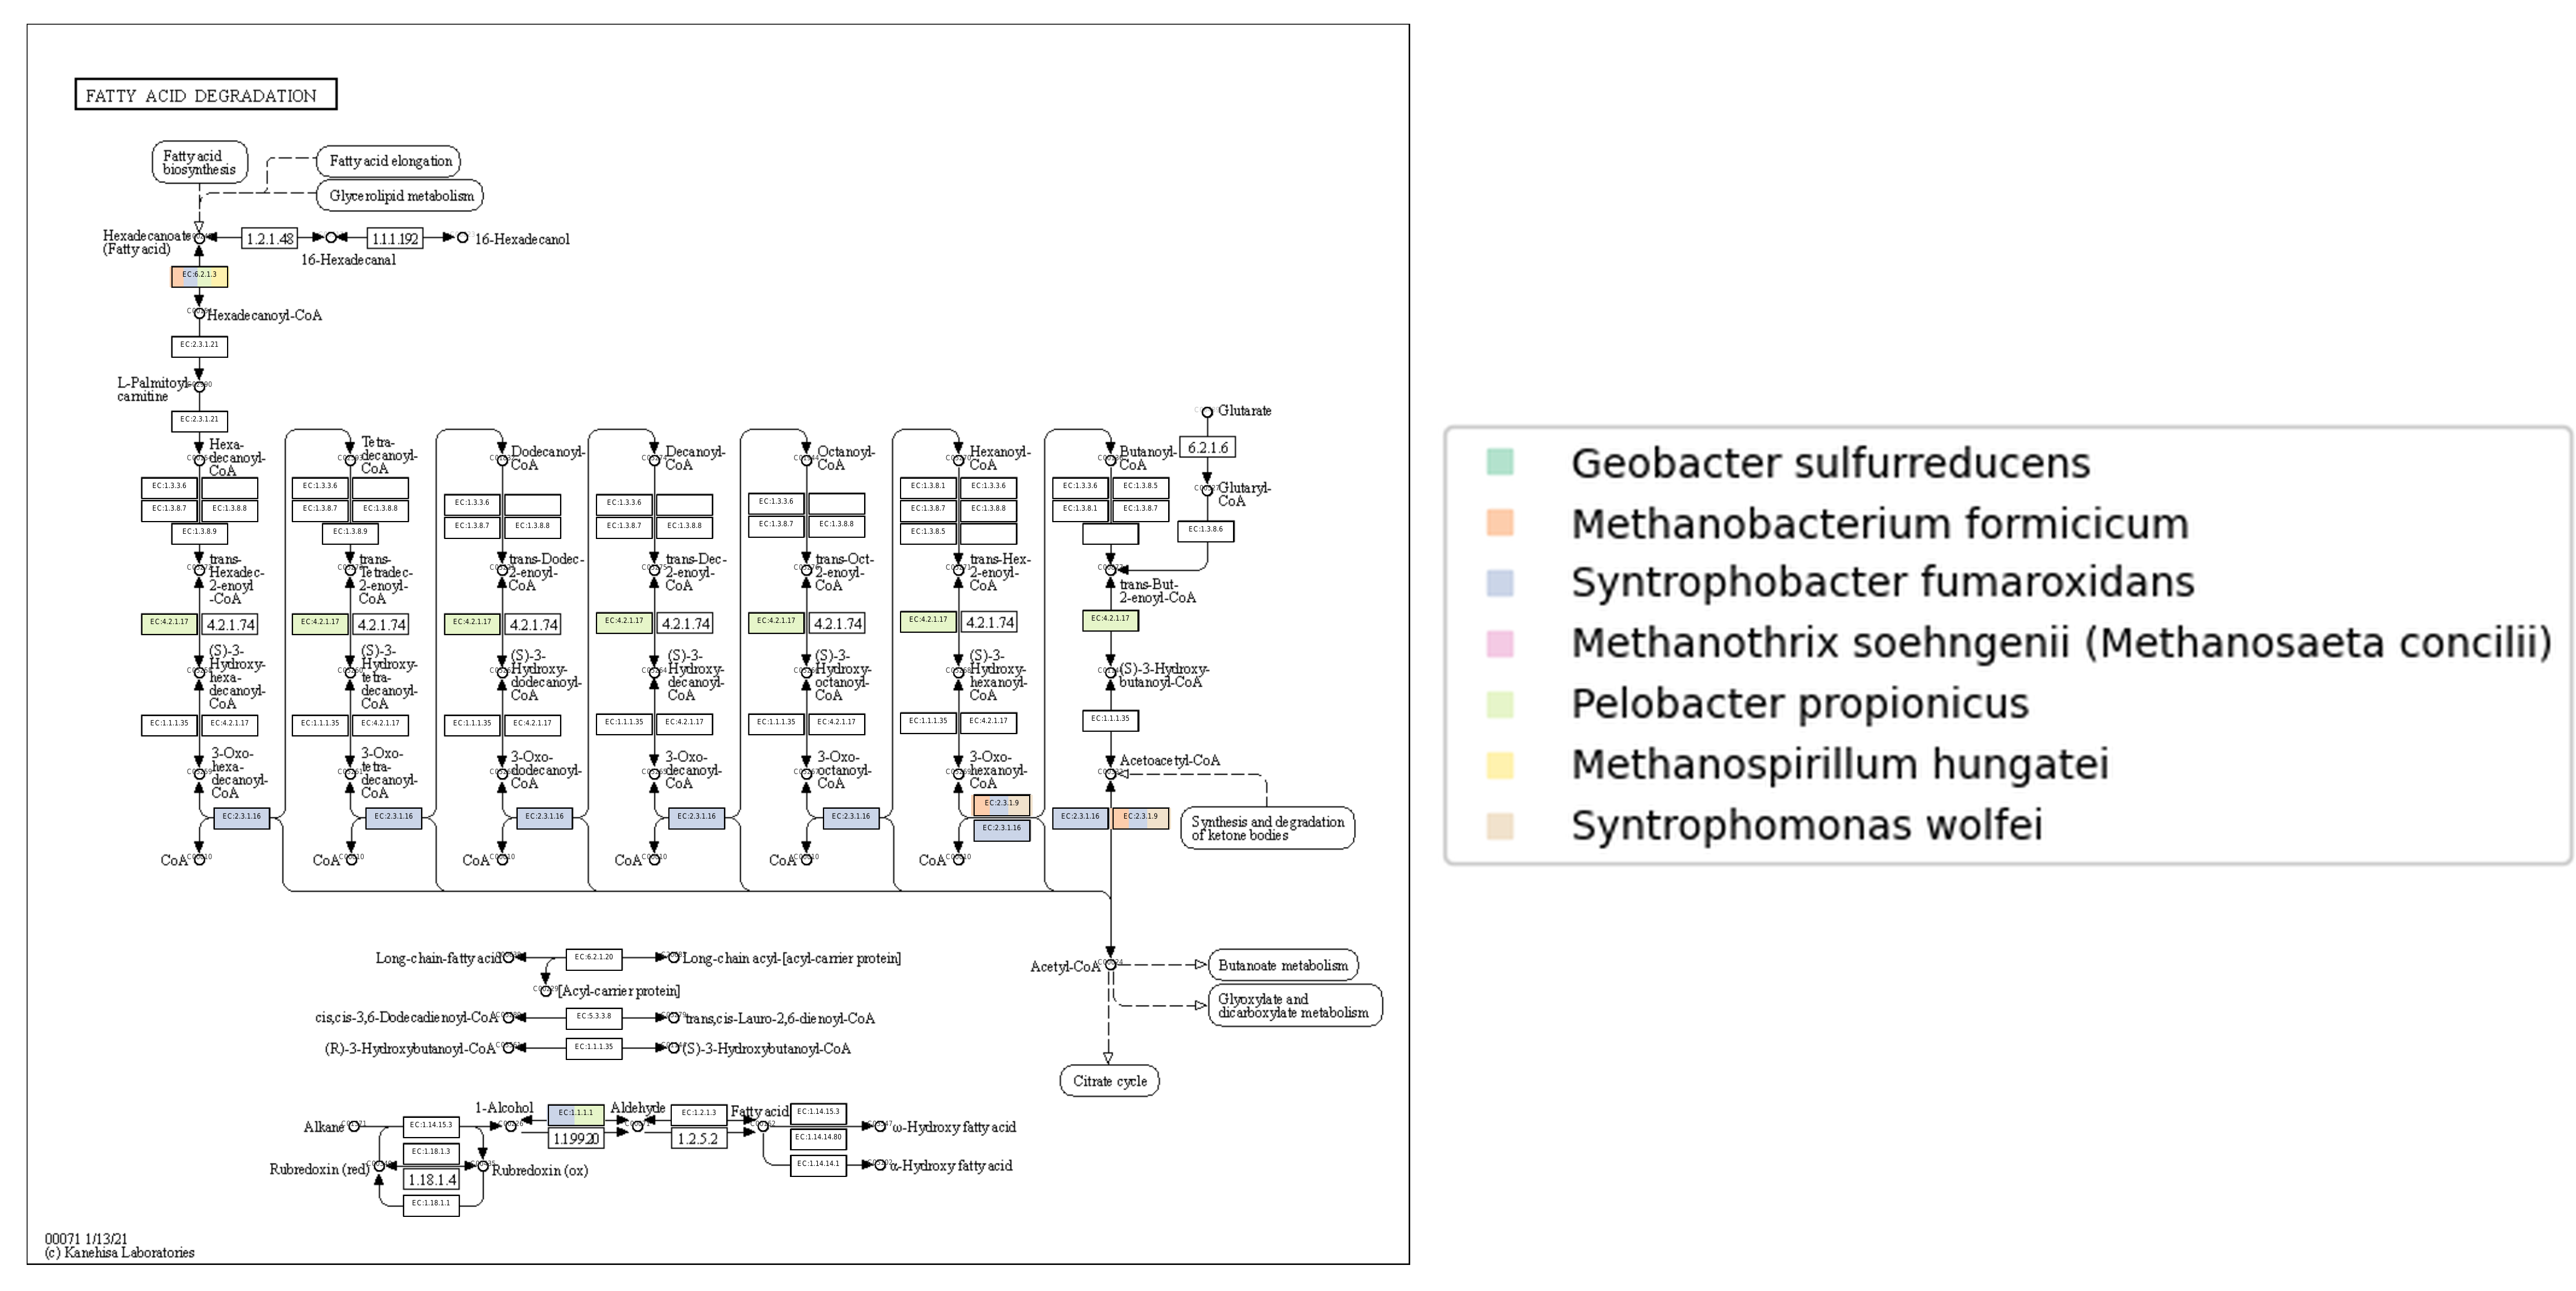 FATTY ACID DEGRADATION
Fatty acid
biosynthesis
Fatty acid elongation
Glycerolipid metabolism
Hexadecanoate
(Fatty acid)
1.2.1.48
1.1.1.192
16-Hexadecanol
16-Hexadecanal
EC:6.2.1.3
Hexadecanoyl-CoA
EC:2.3.1.21
L-Palmitoyl-
carnitine
EC:2.3.1.21
Glutarate
6.2.1.6
Glutaryl-
CoA
EC:1.3.8.6
Hexa-
decanoyl-
CoA
Tetra-
decanoyl-
CoA
Dodecanoyl-
CoA
Decanoyl-
CoA
Octanoyl-
CoA
Hexanoyl-
CoA
Butanoyl-
CoA
EC:1.3.3.6
EC:1.3.8.7 EC:1.3.8.8
EC:1.3.8.9
EC:1.3.3.6
EC:1.3.8.7 EC:1.3.8.8
EC:1.3.8.9
EC:1.3.3.6
EC:1.3.8.7 EC:1.3.8.8
EC:1.3.3.6
EC:1.3.8.7 EC:1.3.8.8
EC:1.3.3.6
EC:1.3.8.7 EC:1.3.8.8
EC:1.3.8.1 EC:1.3.3.6
EC:1.3.8.7 EC:1.3.8.8
EC:1.3.8.5
EC:1.3.3.6 EC:1.3.8.5
EC:1.3.8.1 EC:1.3.8.7
trans-
Hexadec-
2-enoyl
-CoA
trans-
Tetradec-
2-enoyl-
CoA
trans-Dodec-
2-enoyl-
CoA
trans-Dec-
2-enoyl-
CoA
trans-Oct-
2-enoyl-
CoA
trans-Hex-
2-enoyl-
CoA
trans-But-
2-enoyl-CoA
EC:4.2.1.17 4.2.1.74
EC:4.2.1.17 4.2.1.74
EC:4.2.1.17 4.2.1.74
EC:4.2.1.17 4.2.1.74
EC:4.2.1.17 4.2.1.74
EC:4.2.1.17 4.2.1.74
EC:4.2.1.17
(S)-3-
Hydroxy-
hexa-
decanoyl-
CoA
(S)-3-
Hydroxy-
tetra-
decanoyl-
CoA
(S)-3-
Hydroxy-
dodecanoyl-
CoA
(S)-3-
Hydroxy-
decanoyl-
CoA
(S)-3-
Hydroxy-
octanoyl-
CoA
(S)-3-
Hydroxy-
hexanoyl-
CoA
(S)-3-Hydroxy-
butanoyl-CoA
EC:1.1.1.35 EC:4.2.1.17
EC:1.1.1.35 EC:4.2.1.17
EC:1.1.1.35 EC:4.2.1.17
EC:1.1.1.35 EC:4.2.1.17
EC:1.1.1.35 EC:4.2.1.17
EC:1.1.1.35 EC:4.2.1.17
EC:1.1.1.35
3-Oxo-
hexa-
decanoyl-
CoA
3-Oxo-
tetra-
decanoyl-
CoA
3-Oxo-
dodecanoyl-
CoA
3-Oxo-
decanoyl-
CoA
3-Oxo-
octanoyl-
CoA
3-Oxo-
hexanoyl-
CoA
Acetoacetyl-CoA
EC:2.3.1.16
EC:2.3.1.16
EC:2.3.1.16
EC:2.3.1.16
EC:2.3.1.16
EC:2.3.1.9
EC:2.3.1.16
EC:2.3.1.16 EC:2.3.1.9
Synthesis and degradation
of ketone bodies
CoA
CoA
CoA
CoA
CoA
CoA
Long-chain-fatty acid
EC:6.2.1.20
Long-chain acyl-[acyl-carrier protein]
[Acyl-carrier protein]
cis,cis-3,6-Dodecadienoyl-CoA
EC:5.3.3.8
trans,cis-Lauro-2,6-dienoyl-CoA
(R)-3-Hydroxybutanoyl-CoA
EC:1.1.1.35
(S)-3-Hydroxybutanoyl-CoA
Acetyl-CoA
Butanoate metabolism
Glyoxylate and
dicarboxylate metabolism
Citrate cycle
Alkane
EC:1.14.15.3
EC:1.18.1.3
1.18.1.4
EC:1.18.1.1
Rubredoxin (red)
Rubredoxin (ox)
1-Alcohol
EC:1.1.1.1
1.1.99.20
Aldehyde
EC:1.2.1.3
1.2.5.2
Fatty acid
EC:1.14.15.3
EC:1.14.14.80
EC:1.14.14.1
ω-Hydroxy fatty acid
α-Hydroxy fatty acid
00071 1/13/21
(c) Kanehisa Laboratories
Geobacter sulfurreducens
Methanobacterium formicicum
Syntrophobacter fumaroxidans
Methanothrix soehngenii (Methanosaeta concilii)
Pelobacter propionicus
Methanospirillum hungatei
Syntrophomonas wolfei